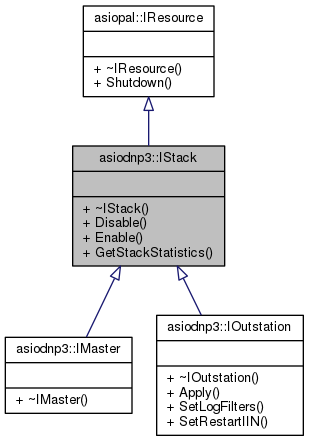 asiopal::IResource
+ ~IResource()
+ Shutdown()
asiodnp3::IStack
+ ~IStack()
+ Disable()
+ Enable()
+ GetStackStatistics()
asiodnp3::IMaster
+ ~IMaster()
asiodnp3::IOutstation
+ ~IOutstation()
+ Apply()
+ SetLogFilters()
+ SetRestartIIN()